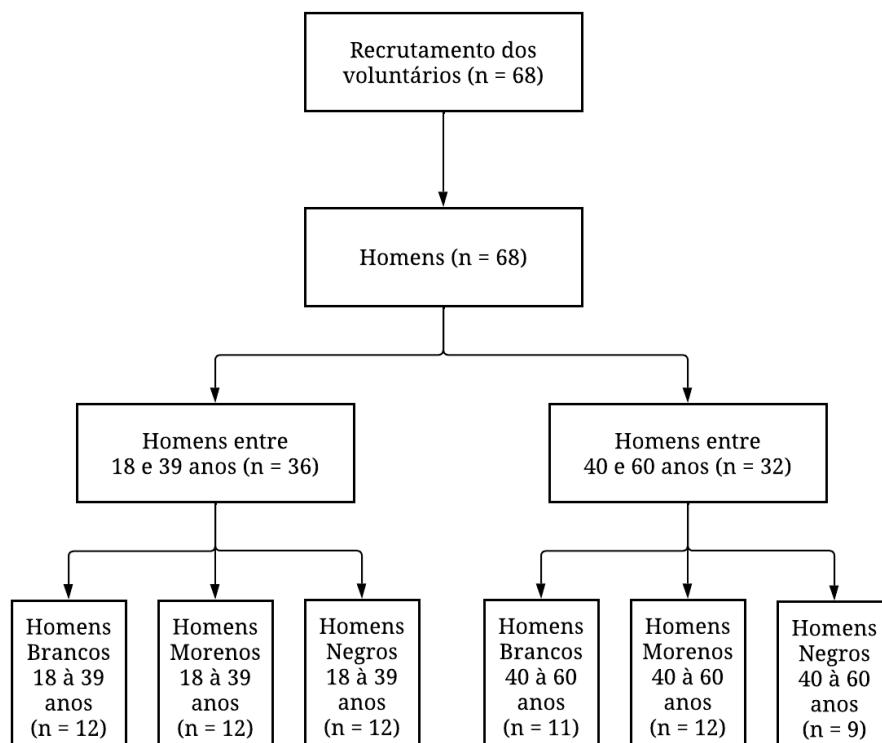 Recrutamento dos
voluntários (n = 68)
Homens (n = 68)
Homens entre
18 e 39 anos (n = 36)
Homens entre
40 e 60 anos (n = 32)
Homens
Brancos
18 à 39
anos
(n = 12)
Homens
Morenos
18 à 39
anos
(n = 12)
Homens
Negros
18 à 39
anos
(n = 12)
Homens
Brancos
40 à 60
anos
(n = 11)
Homens
Morenos
40 à 60
anos
(n = 12)
Homens
Negros
40 à 60
anos
(n = 9)